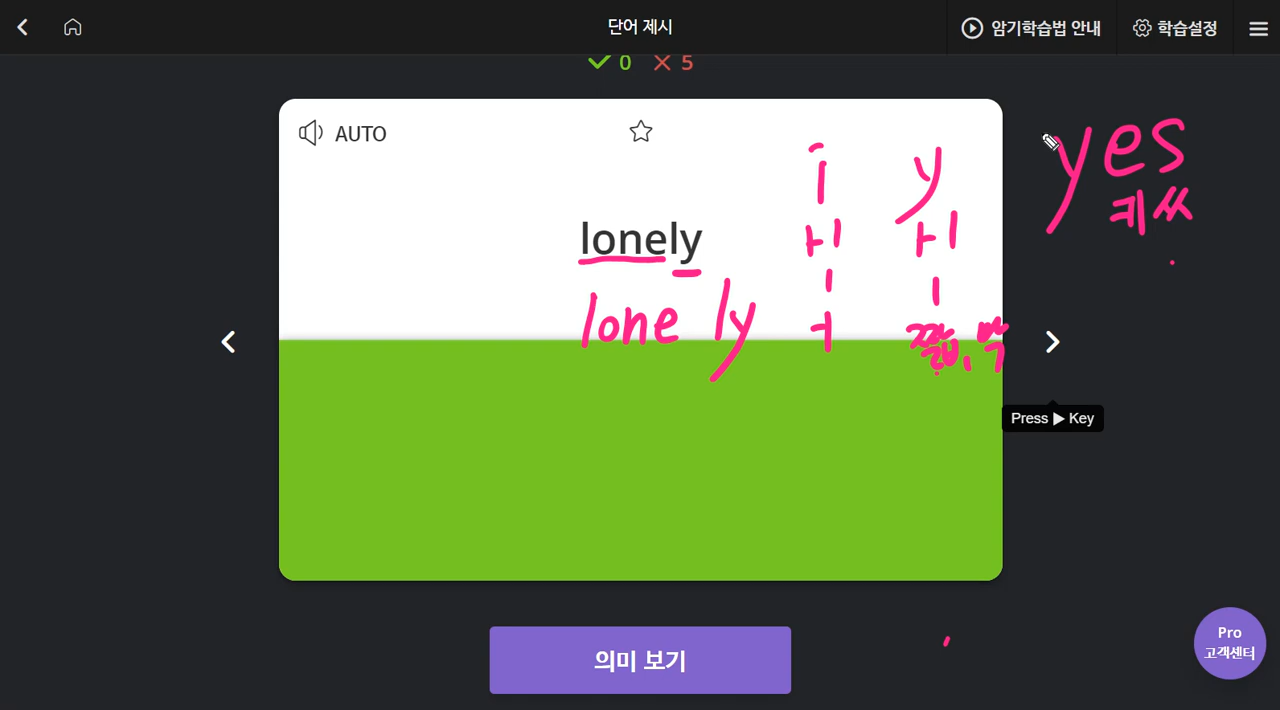 단어 제시
암기학습법 안내
학습설정
0 5
AUTO
i y
yes
lonely
lone ly
Press ▶ Key
의미 보기
Pro
고객센터